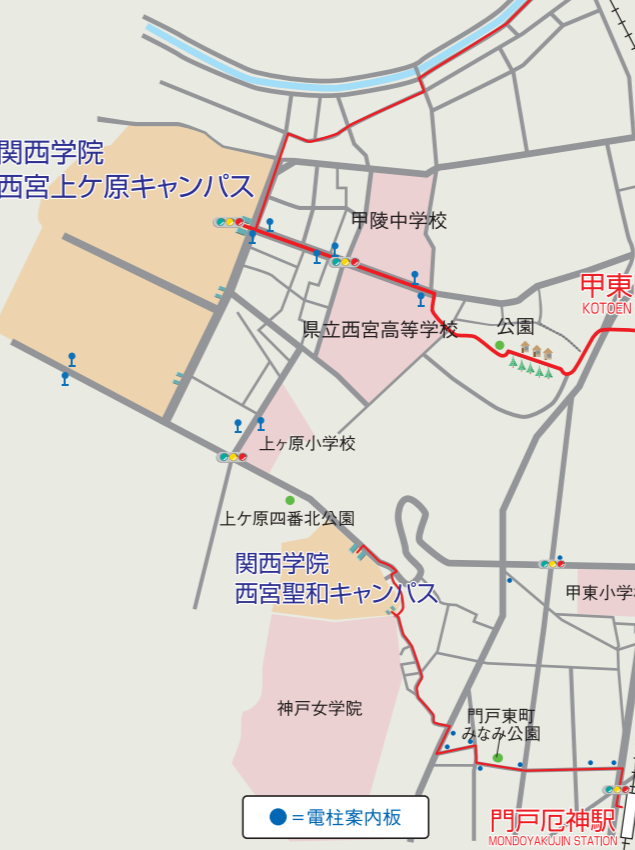 関西学院
西宮上ケ原キャンパス
甲陵中学校
甲東
KOTOEN
県立西宮高等学校
公園
上ヶ原小学校
上ケ原四番北公園
関西学院
西宮聖和キャンパス
甲東小学
神戸女学院
門戸東町
みなみ公園
●=電柱案内板
門戸厄神駅
MONDOYAKUJIN STATION